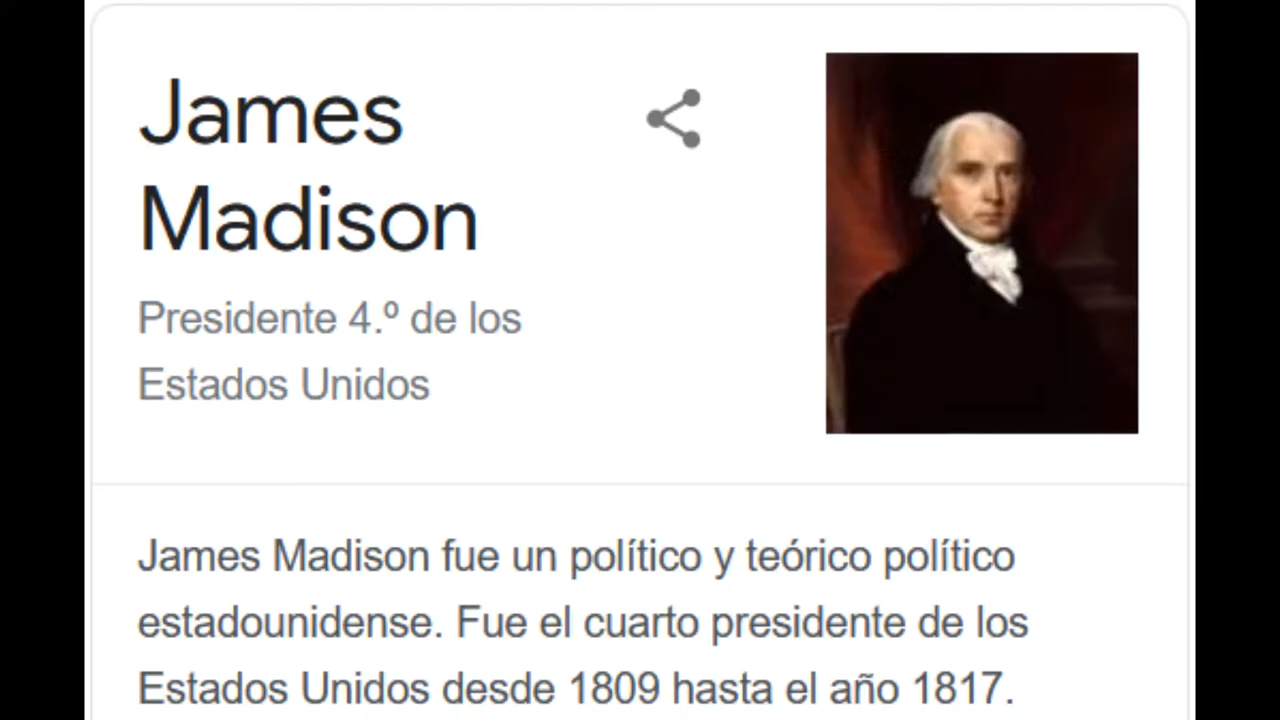 James
Madison
Presidente 4.º de los
Estados Unidos
James Madison fue un político y teórico político
estadounidense. Fue el cuarto presidente de los
Estados Unidos desde 1809 hasta el año 1817.